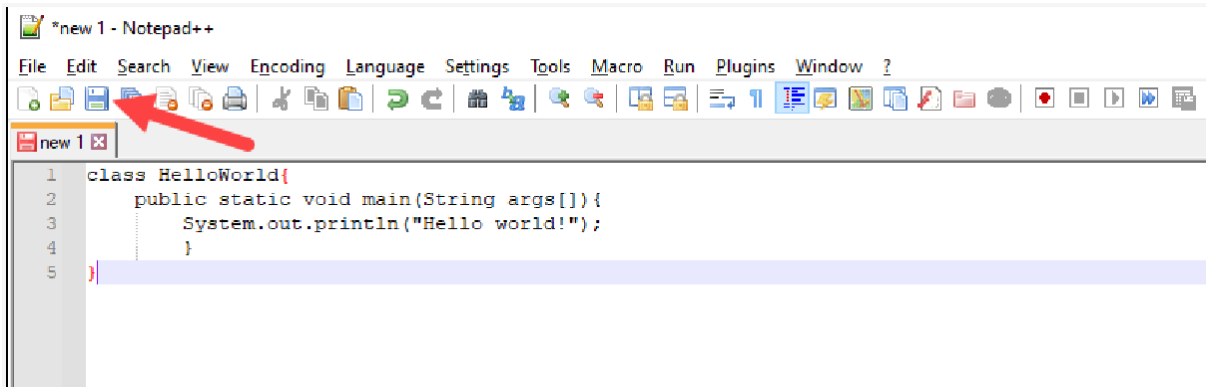 *new 1 - Notepad++
File Edit Search View Encoding Language Settings Tools Macro Run Plugins Window ?
new 1
1 class HelloWorld{
2     public static void main(String args[]){
3         System.out.println("Hello world!");
4         }
5 }